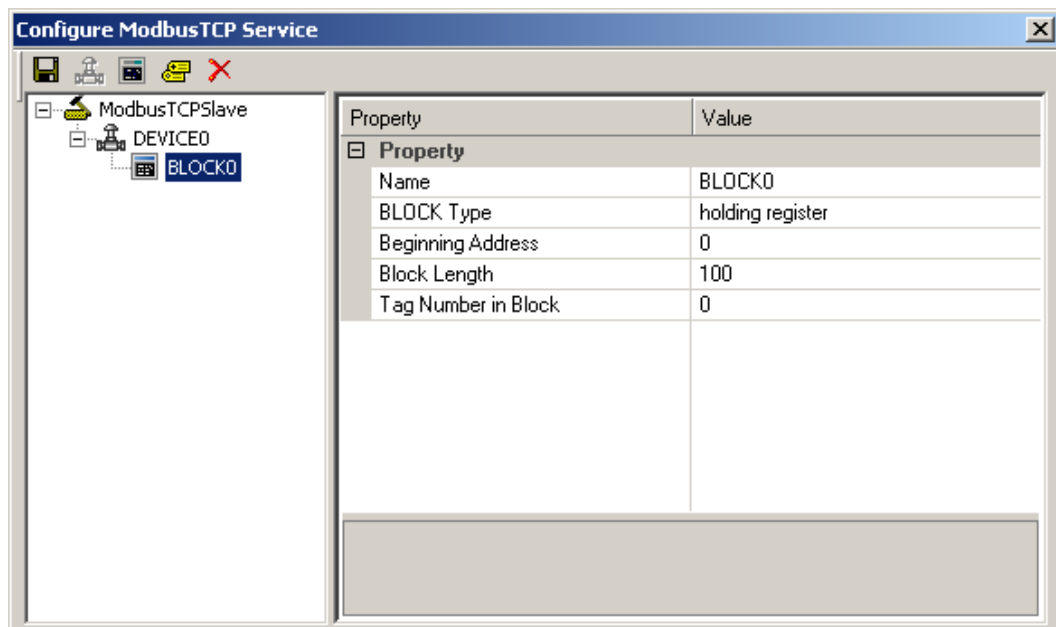 Configure ModbusTCP Service
ModbusTCPSlave
DEVICE0
BLOCK0
Property Value
Property
Name BLOCK0
BLOCK Type holding register
Beginning Address 0
Block Length 100
Tag Number in Block 0